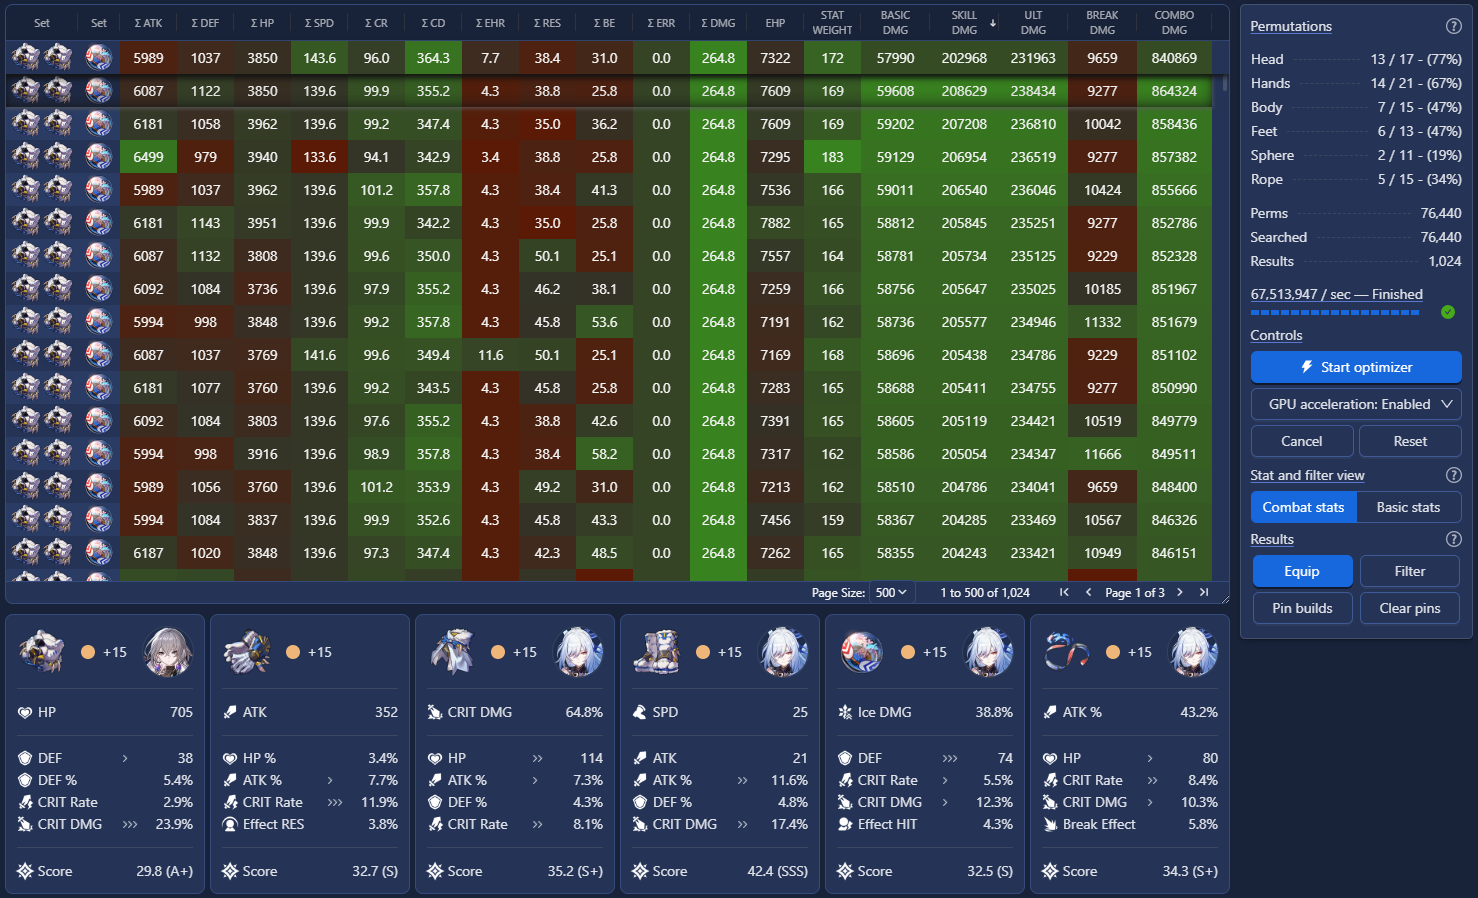 Set Set Σ ATK Σ DEF Σ HP Σ SPD Σ CR Σ CD Σ EHR Σ RES Σ BE Σ ERR Σ DMG EHP STAT WEIGHT BASIC DMG SKILL DMG ULT DMG BREAK DMG COMBO DMG
5989 1037 3850 143.6 96.0 364.3 7.7 38.4 31.0 0.0 264.8 7322 172 57990 202968 231963 9659 840869
6087 1122 3850 139.6 99.9 355.2 4.3 38.8 25.8 0.0 264.8 7609 169 59608 208629 238434 9277 864324
6181 1058 3962 139.6 99.2 347.4 4.3 35.0 36.2 0.0 264.8 7609 169 59202 207208 236810 10042 858436
6499 979 3940 133.6 94.1 342.9 3.4 38.8 25.8 0.0 264.8 7295 183 59129 206954 236519 9277 857382
5989 1037 3962 139.6 101.2 357.8 4.3 38.4 41.3 0.0 264.8 7536 166 59011 206540 236046 10424 855666
6181 1143 3951 139.6 99.9 342.2 4.3 35.0 25.8 0.0 264.8 7882 165 58812 205845 235251 9277 852786
6087 1132 3808 139.6 99.6 350.0 4.3 50.1 25.1 0.0 264.8 7557 164 58781 205734 235125 9229 852328
6092 1084 3736 139.6 97.9 355.2 4.3 46.2 38.1 0.0 264.8 7259 166 58756 205647 235025 10185 851967
5994 998 3848 139.6 99.2 357.8 4.3 45.8 53.6 0.0 264.8 7191 162 58736 205577 234946 11332 851679
6087 1037 3769 141.6 99.6 349.4 11.6 50.1 25.1 0.0 264.8 7169 168 58696 205438 234786 9229 851102
6181 1077 3760 139.6 99.2 343.5 4.3 45.8 25.8 0.0 264.8 7283 165 58688 205411 234755 9277 850990
6092 1084 3803 139.6 97.6 355.2 4.3 38.8 42.6 0.0 264.8 7391 165 58605 205119 234421 10519 849779
5994 998 3916 139.6 98.9 357.8 4.3 38.4 58.2 0.0 264.8 7317 162 58586 205054 234347 11666 849511
5989 1056 3760 139.6 101.2 353.9 4.3 49.2 31.0 0.0 264.8 7213 162 58510 204786 234041 9659 848400
5994 1084 3837 139.6 99.9 352.6 4.3 45.8 43.3 0.0 264.8 7456 159 58367 204285 233469 10567 846326
6187 1020 3848 139.6 97.3 347.4 4.3 42.3 48.5 0.0 264.8 7262 165 58355 204243 233421 10949 846151
Page Size: 500 1 to 500 of 1,024 Page 1 of 3
Permutations ?
Head 13 / 17 - (77%)
Hands 14 / 21 - (67%)
Body 7 / 15 - (47%)
Feet 6 / 13 - (47%)
Sphere 2 / 11 - (19%)
Rope 5 / 15 - (34%)
Perms 76,440
Searched 76,440
Results 1,024
67,513,947 / sec — Finished
Controls
Start optimizer
GPU acceleration: Enabled
Cancel Reset
Stat and filter view ?
Combat stats Basic stats
Results ?
Equip Filter
Pin builds Clear pins
+15
HP 705
DEF › 38
DEF % 5.4%
CRIT Rate 2.9%
CRIT DMG ››› 23.9%
Score 29.8 (A+)
+15
ATK 352
HP % 3.4%
ATK % › 7.7%
CRIT Rate ››› 11.9%
Effect RES 3.8%
Score 32.7 (S)
+15
CRIT DMG 64.8%
HP ›› 114
ATK % › 7.3%
DEF % 4.3%
CRIT Rate ›› 8.1%
Score 35.2 (S+)
+15
SPD 25
ATK 21
ATK % ›› 11.6%
DEF % 4.8%
CRIT DMG ›› 17.4%
Score 42.4 (SSS)
+15
Ice DMG 38.8%
DEF ››› 74
CRIT Rate › 5.5%
CRIT DMG › 12.3%
Effect HIT 4.3%
Score 32.5 (S)
+15
ATK % 43.2%
HP › 80
CRIT Rate ›› 8.4%
CRIT DMG › 10.3%
Break Effect 5.8%
Score 34.3 (S+)